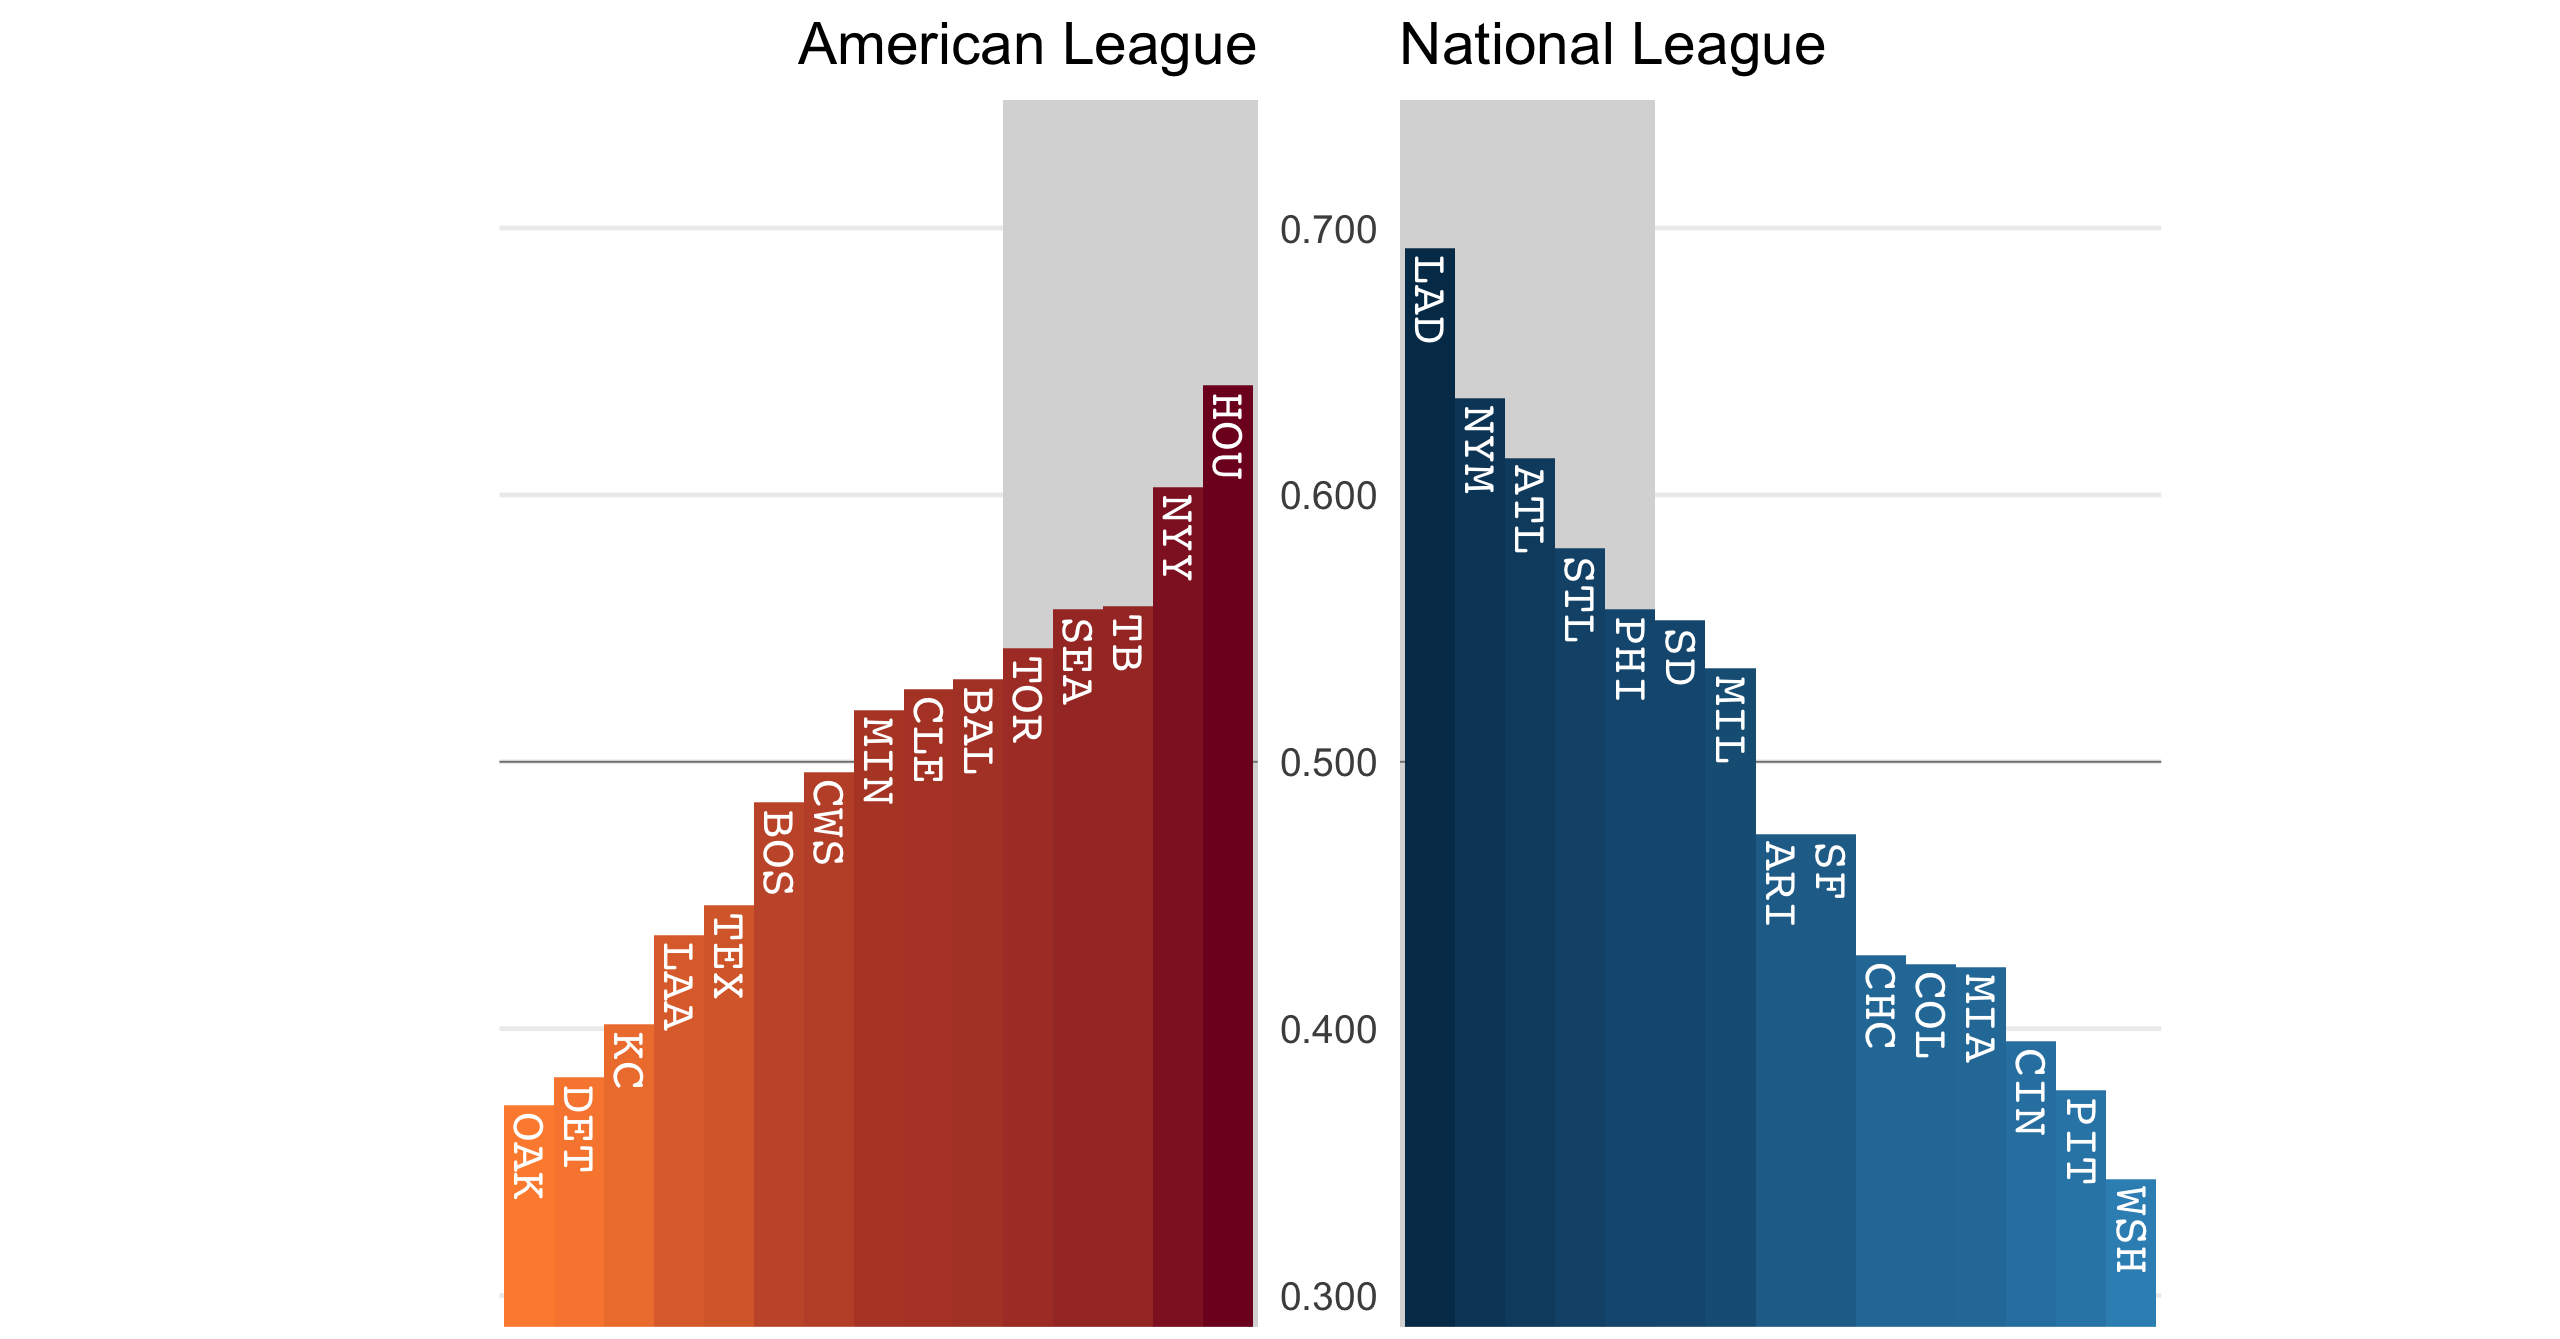 American League
National League
0.700
0.600
0.500
0.400
0.300
OAK
DET
KC
LAA
TEX
BOS
CWS
MIN
CLE
BAL
TOR
SEA
TB
NYY
HOU
LAD
NYM
ATL
STL
PHI
SD
MIL
ARI
SF
CHC
COL
MIA
CIN
PIT
WSH